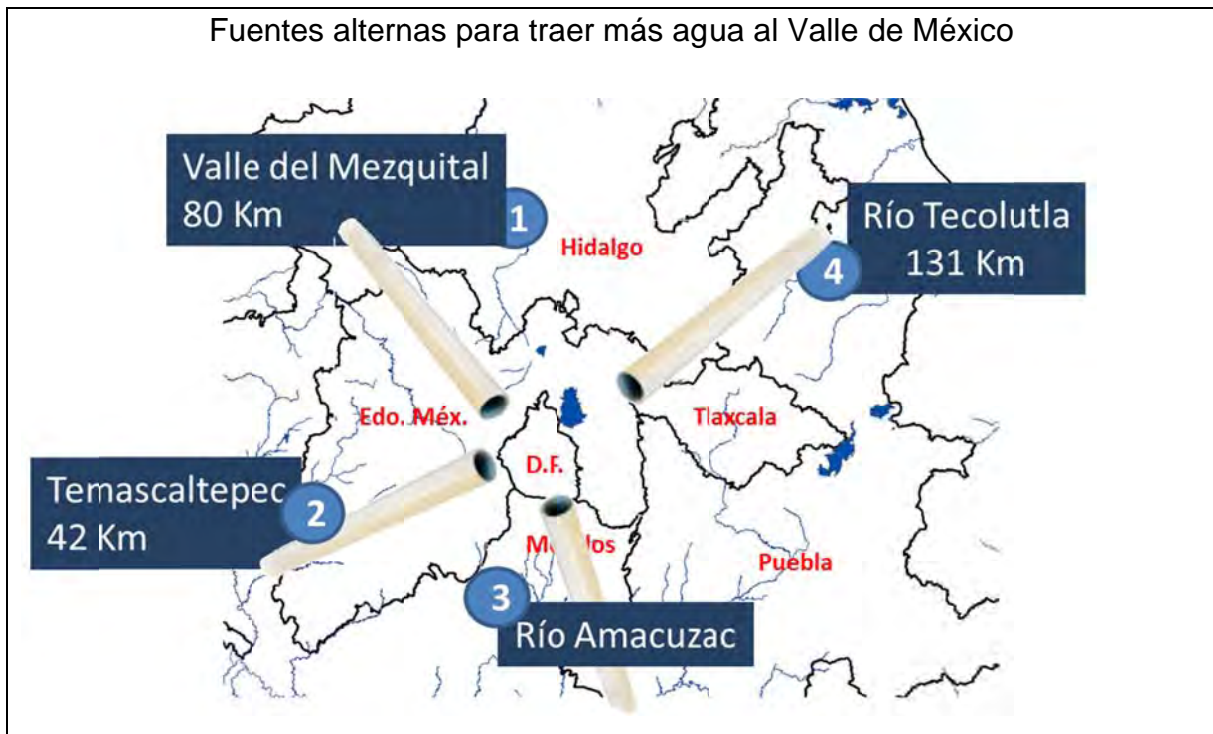 Fuentes alternas para traer más agua al Valle de México
Valle del Mezquital
80 Km
1
Hidalgo
Río Tecolutla
131 Km
4
Edo. Méx.
Tlaxcala
D.F.
Temascaltepec
42 Km
2
Puebla
3
Río Amacuzac